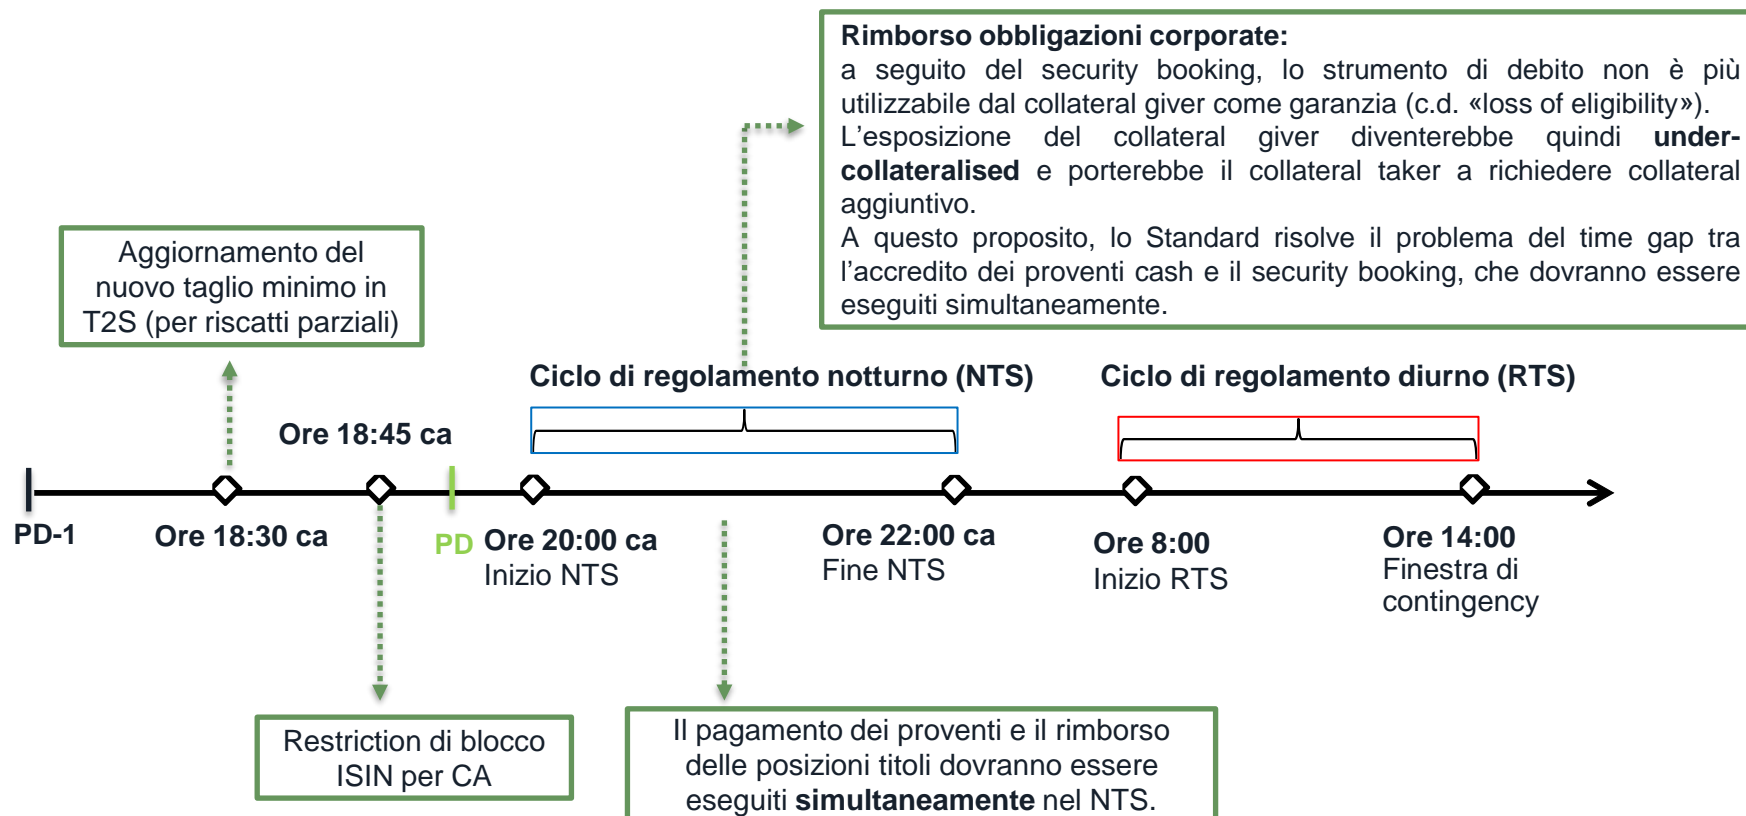 Rimborso obbligazioni corporate:
a seguito del security booking, lo strumento di debito non è più
utilizzabile dal collateral giver come garanzia (c.d. «loss of eligibility»).
L’esposizione del collateral giver diventerebbe quindi under-
collateralised e porterebbe il collateral taker a richiedere collateral
aggiuntivo.
A questo proposito, lo Standard risolve il problema del time gap tra
l’accredito dei proventi cash e il security booking, che dovranno essere
eseguiti simultaneamente.
Aggiornamento del
nuovo taglio minimo in
T2S (per riscatti parziali)
Ciclo di regolamento notturno (NTS)
Ciclo di regolamento diurno (RTS)
Ore 18:45 ca
PD-1
Ore 18:30 ca
PD
Ore 20:00 ca
Inizio NTS
Ore 22:00 ca
Fine NTS
Ore 8:00
Inizio RTS
Ore 14:00
Finestra di
contingency
Restriction di blocco
ISIN per CA
Il pagamento dei proventi e il rimborso
delle posizioni titoli dovranno essere
eseguiti simultaneamente nel NTS.